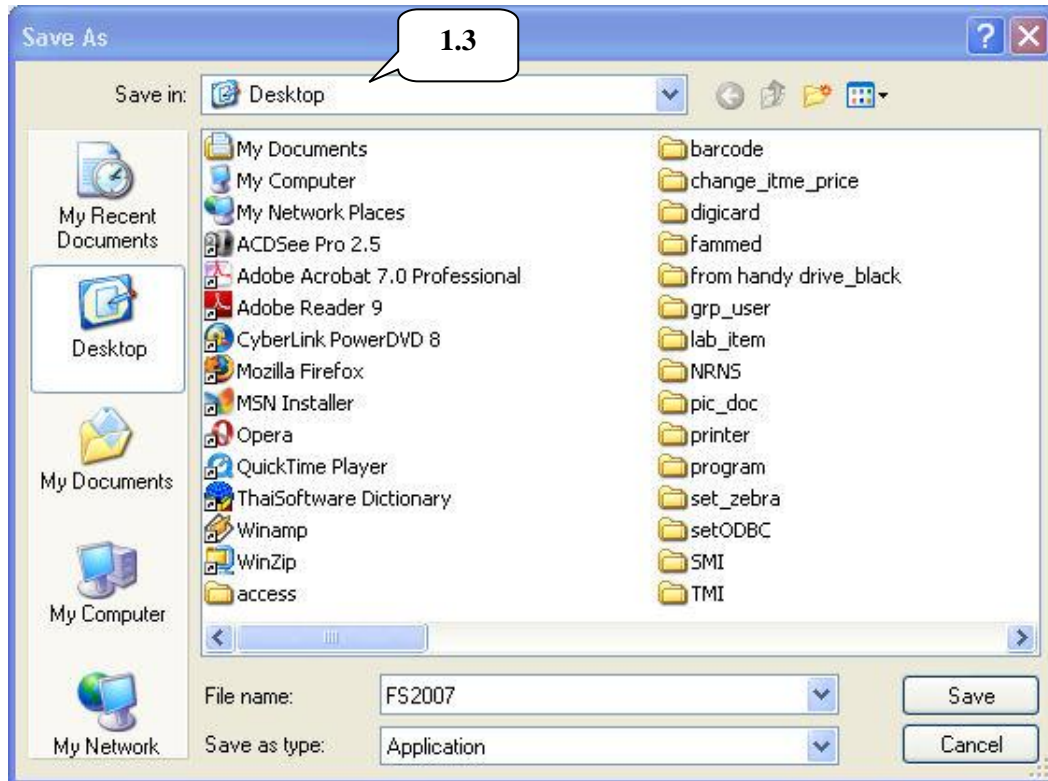 Save As
1.3
Save in:
Desktop
My Recent
Documents
Desktop
My Documents
My Computer
My Network
My Documents
My Computer
My Network Places
ACDSee Pro 2.5
Adobe Acrobat 7.0 Professional
Adobe Reader 9
CyberLink PowerDVD 8
Mozilla Firefox
MSN Installer
Opera
QuickTime Player
ThaiSoftware Dictionary
Winamp
WinZip
access
barcode
change_itme_price
digicard
fammed
from handy drive_black
grp_user
lab_item
NRNS
pic_doc
printer
program
set_zebra
setODBC
SMI
TMI
File name:
FS2007
Save
Save as type:
Application
Cancel